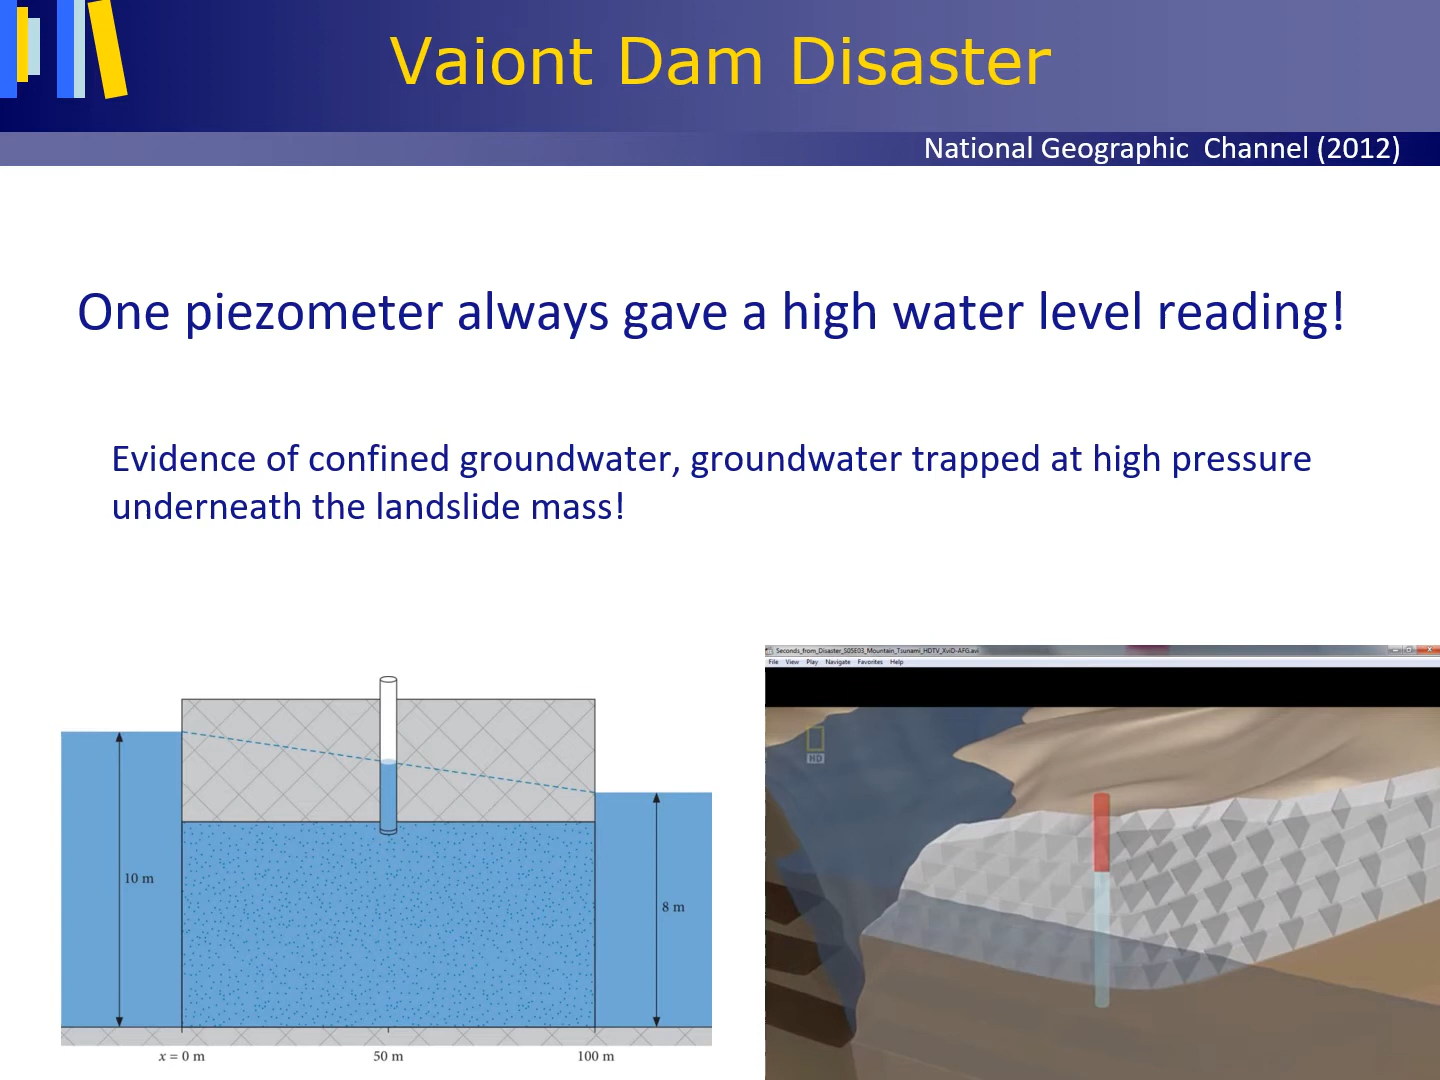 Vaiont Dam Disaster
National Geographic Channel (2012)
One piezometer always gave a high water level reading!
Evidence of confined groundwater, groundwater trapped at high pressure
underneath the landslide mass!
10 m
8 m
x = 0 m
50 m
100 m
Seconds_from_Disaster_S05E03_Mountain_Tsunami_HDTV_XviD-AFG.avi
File View Play Navigate Favorites Help
HD